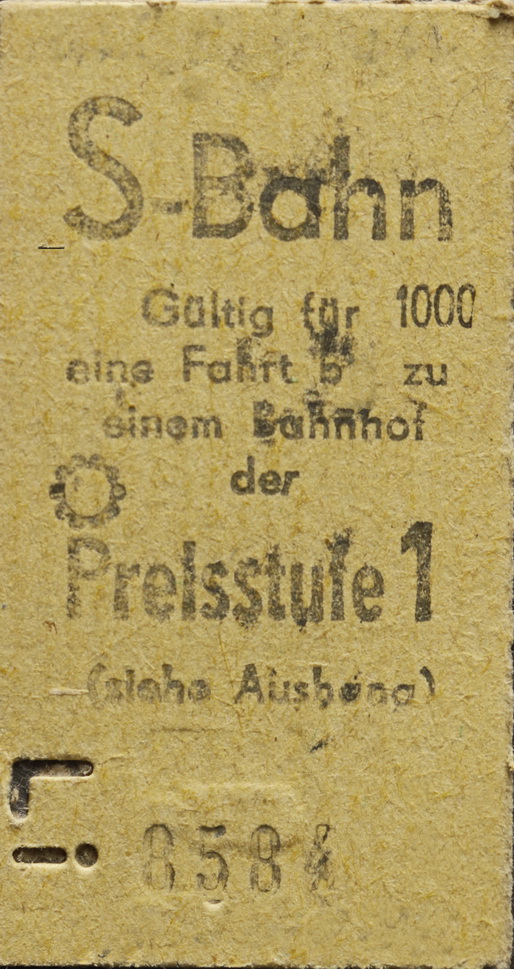 S-Bahn
Gültig für 1000
eine Fahrt zu
einem Bahnhof
der
Preisstufe 1
(siehe Aushang)
8584